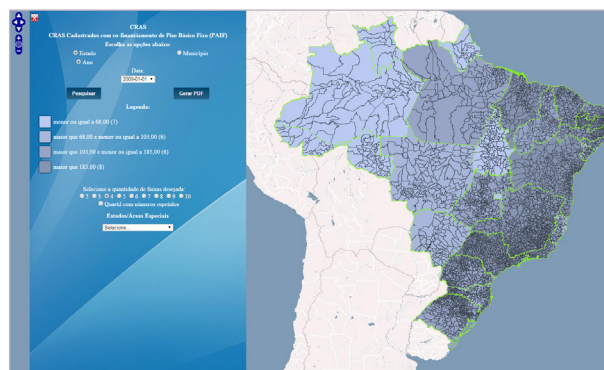 CRAS
CRAS Cadastrados com co-financiamento de Piso Básico Fixo (PAIF)
Escolha as opções abaixo:
Estado Município
Ano
Data:
2009-01-01
Pesquisar Gerar PDF
Legenda:
menor ou igual a 68,00 (7)
maior que 68,00 e menor ou igual a 103,00 (6)
maior que 103,00 e menor ou igual a 185,00 (6)
maior que 185,00 (8)
Selecione a quantidade de faixas desejada:
2 3 4 5 6 7 8 9 10
Quartil com números repetidos
Estados/Areas Especiais
Selecione...